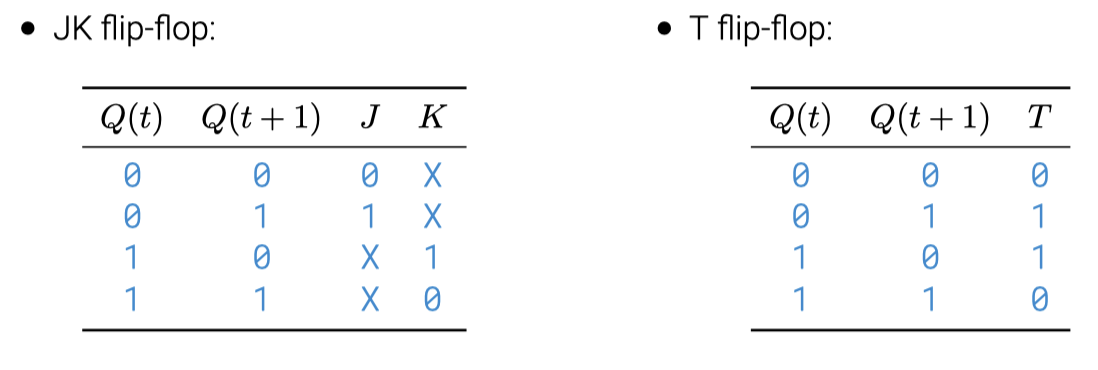 • JK flip-flop:
Q(t) Q(t + 1) J K
0 0 0 X
0 1 1 X
1 0 X 1
1 1 X 0
• T flip-flop:
Q(t) Q(t + 1) T
0 0 0
0 1 1
1 0 1
1 1 0